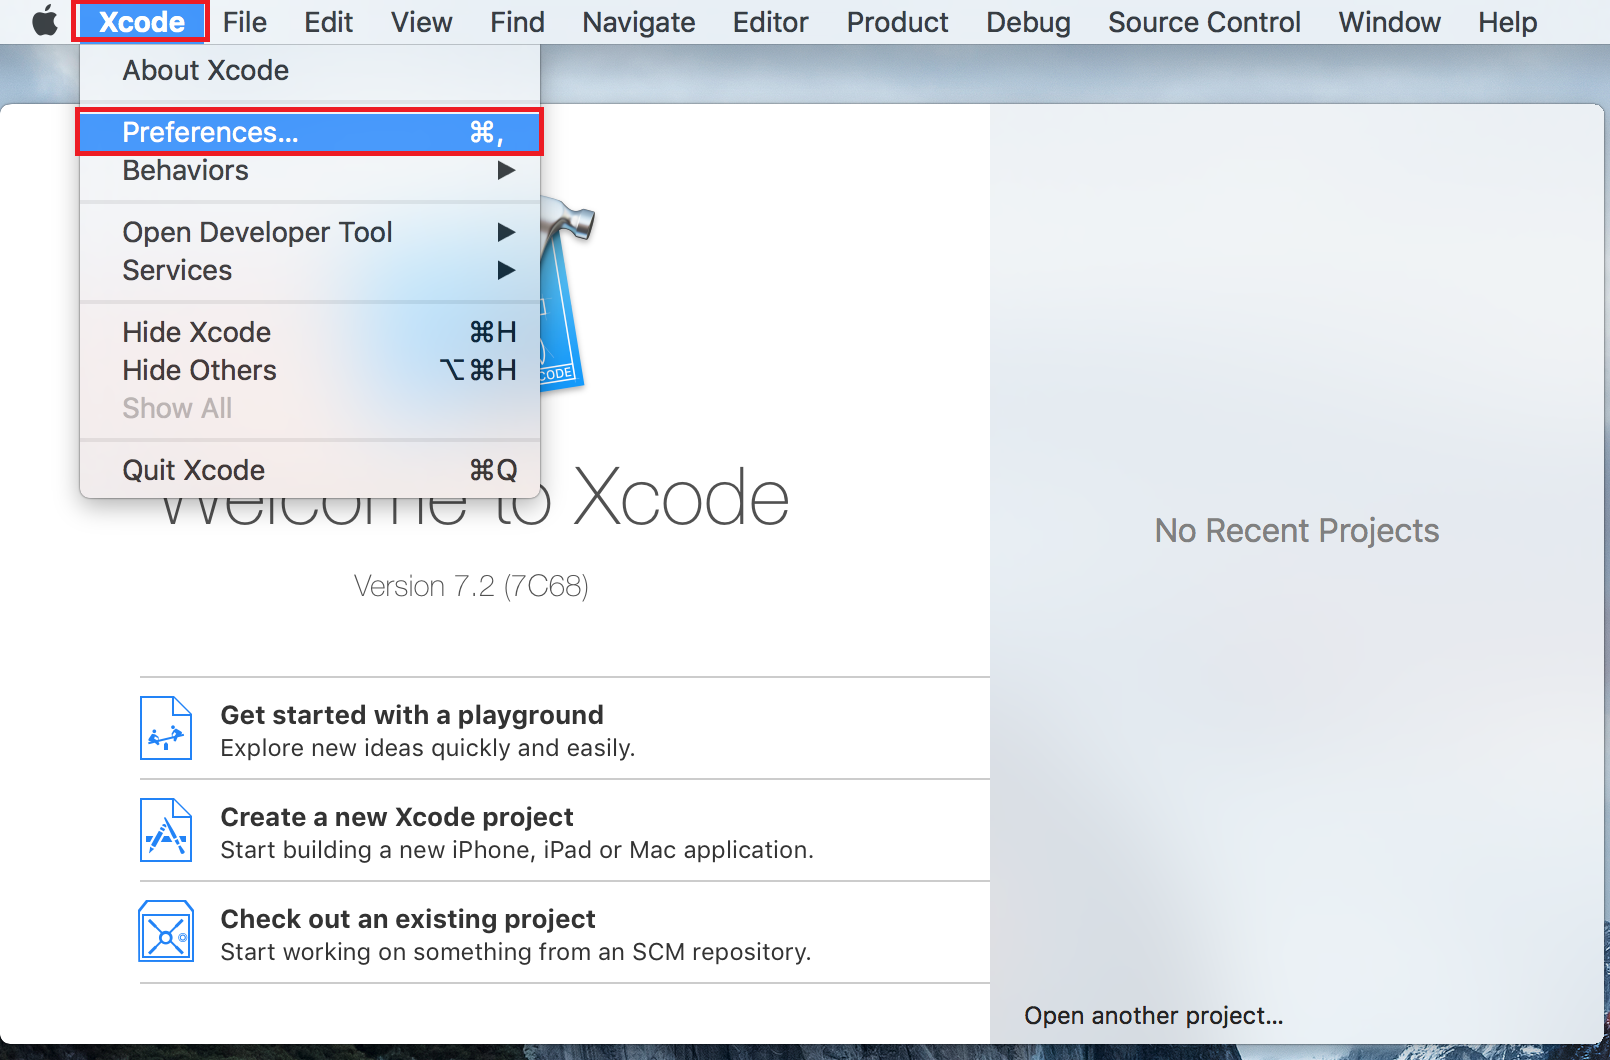 Xcode File Edit View Find Navigate Editor Product Debug Source Control Window Help
About Xcode
Preferences... ⌘,
Behaviors ▶
Open Developer Tool ▶
Services ▶
Hide Xcode ⌘H
Hide Others ⌥⌘H
Show All
Quit Xcode ⌘Q
CODE
Welcome to Xcode
Version 7.2 (7C68)
Get started with a playground
Explore new ideas quickly and easily.
Create a new Xcode project
Start building a new iPhone, iPad or Mac application.
Check out an existing project
Start working on something from an SCM repository.
No Recent Projects
Open another project...